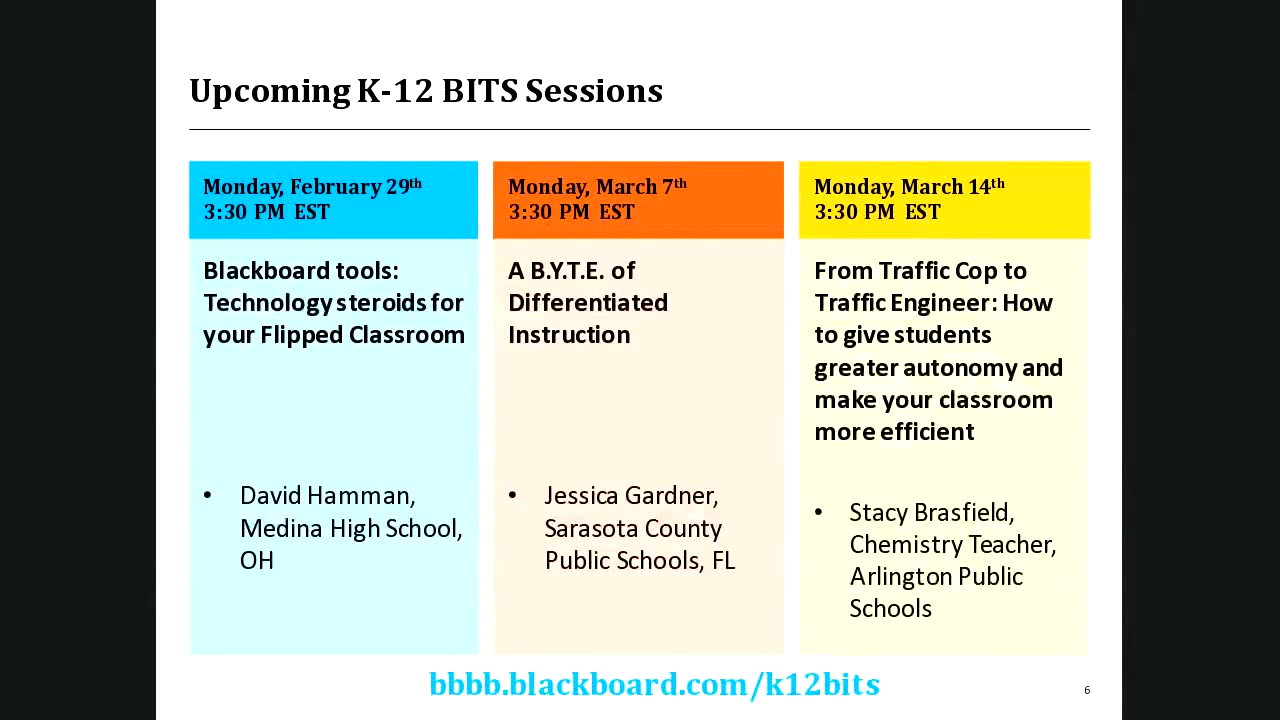 Upcoming K-12 BITS Sessions
Monday, February 29th
3:30 PM EST
Blackboard tools:
Technology steroids for
your Flipped Classroom
• David Hamman,
Medina High School,
OH
Monday, March 7th
3:30 PM EST
A B.Y.T.E. of
Differentiated
Instruction
• Jessica Gardner,
Sarasota County
Public Schools, FL
Monday, March 14th
3:30 PM EST
From Traffic Cop to
Traffic Engineer: How
to give students
greater autonomy and
make your classroom
more efficient
• Stacy Brasfield,
Chemistry Teacher,
Arlington Public
Schools
bbbb.blackboard.com/k12bits
6